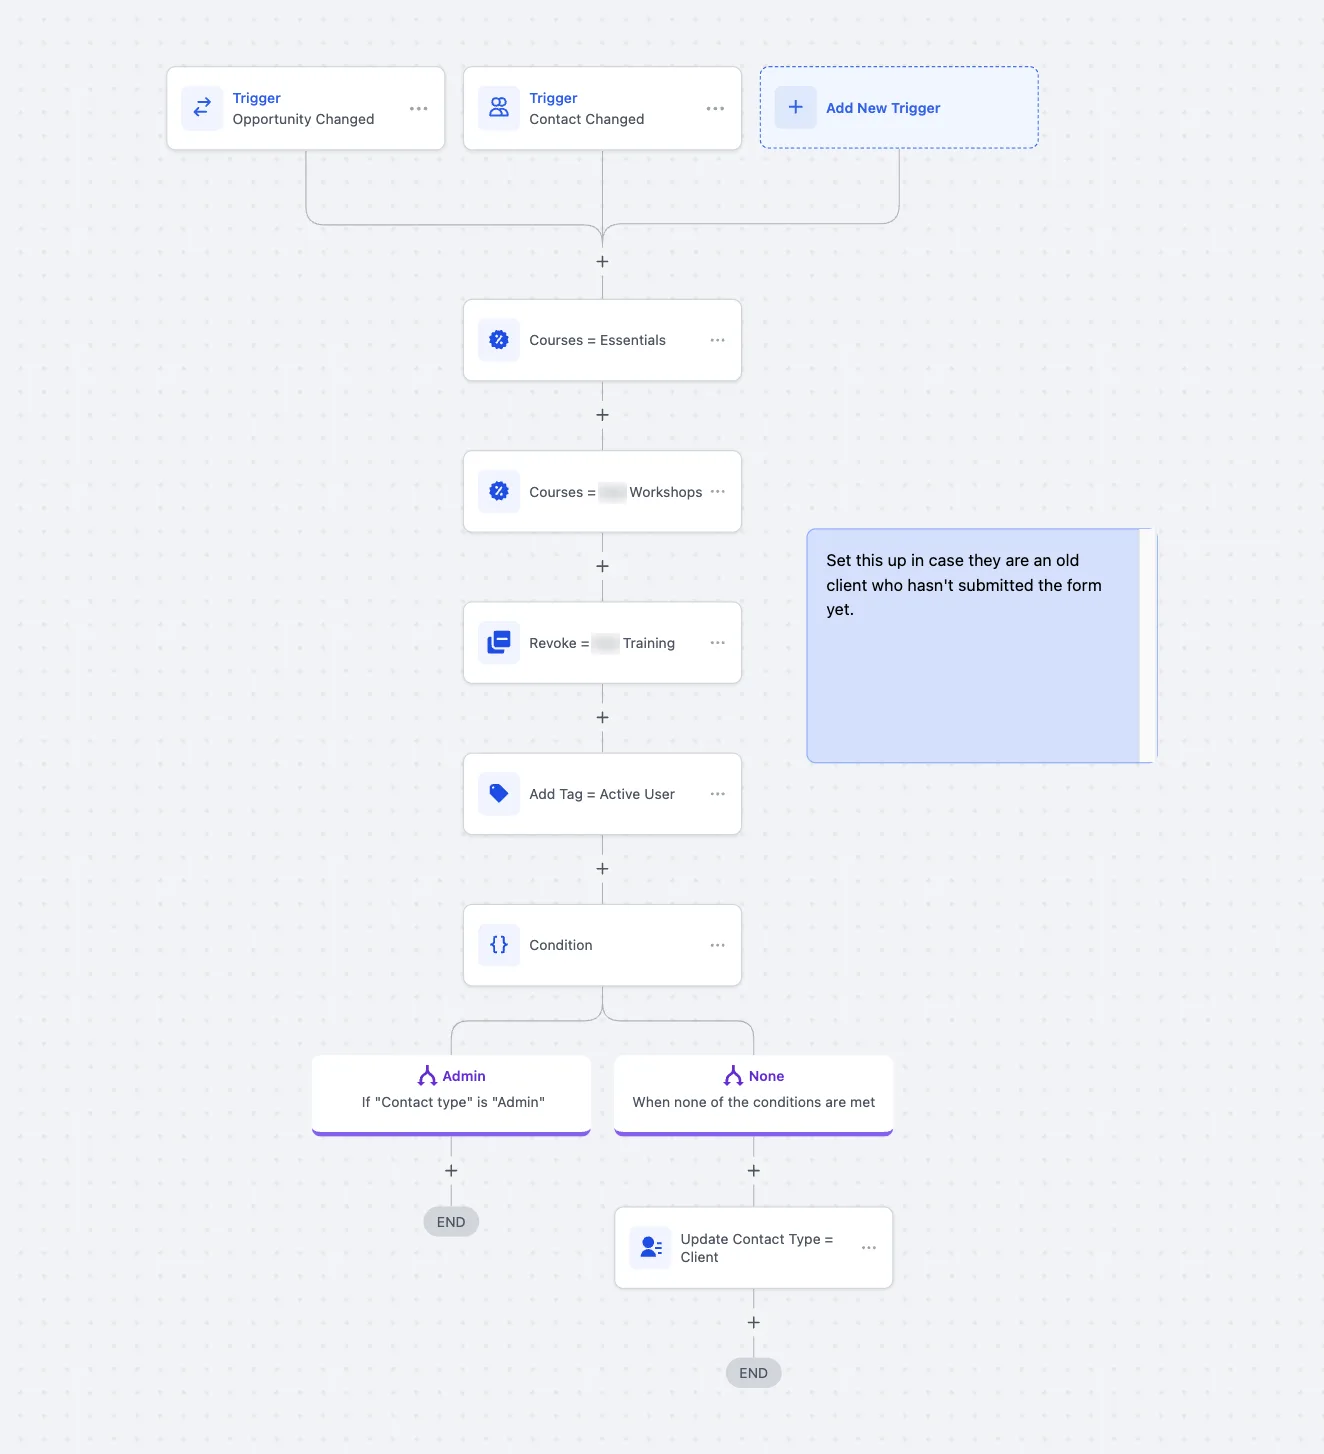 Trigger
Opportunity Changed
Trigger
Contact Changed
Add New Trigger
Courses = Essentials
Courses = Workshops
Set this up in case they are an old
client who hasn't submitted the form
yet.
Revoke = Training
Add Tag = Active User
Condition
Admin
If "Contact type" is "Admin"
None
When none of the conditions are met
END
Update Contact Type =
Client
END